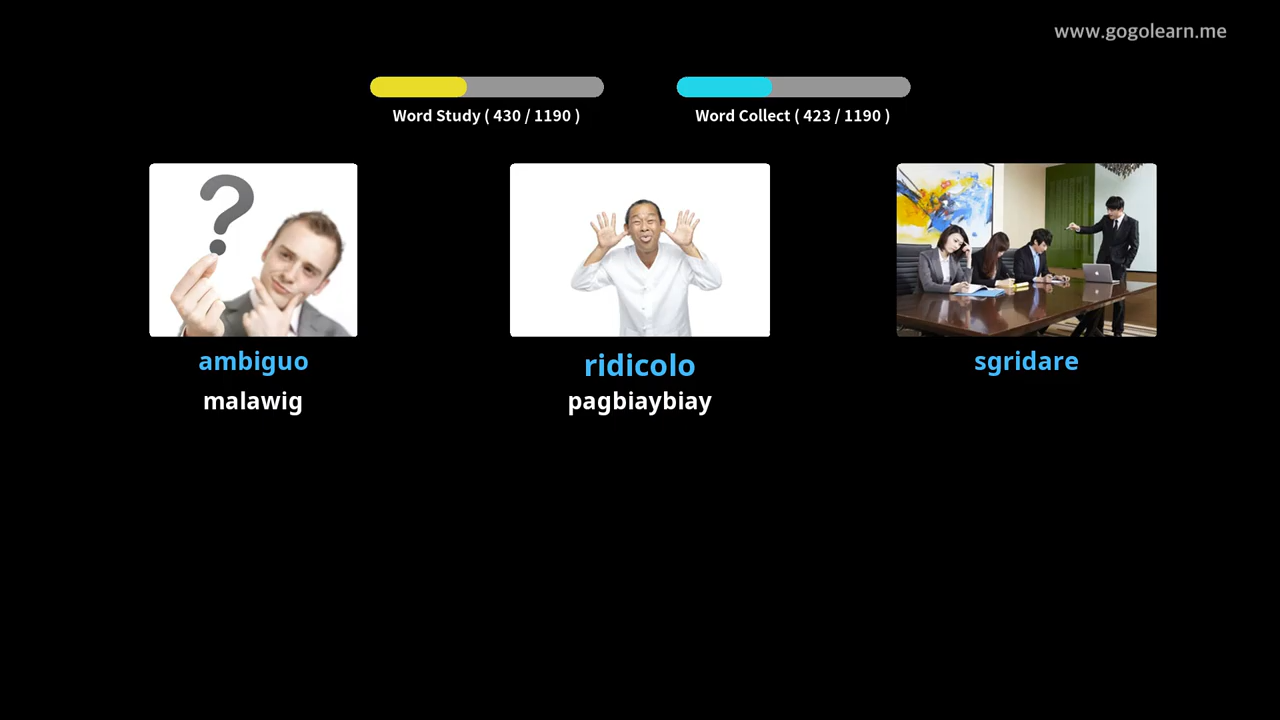 www.gogolearn.me
Word Study ( 430 / 1190 )
Word Collect ( 423 / 1190 )
?
ambiguo
ridicolo
sgridare
malawig
pagbiaybiay